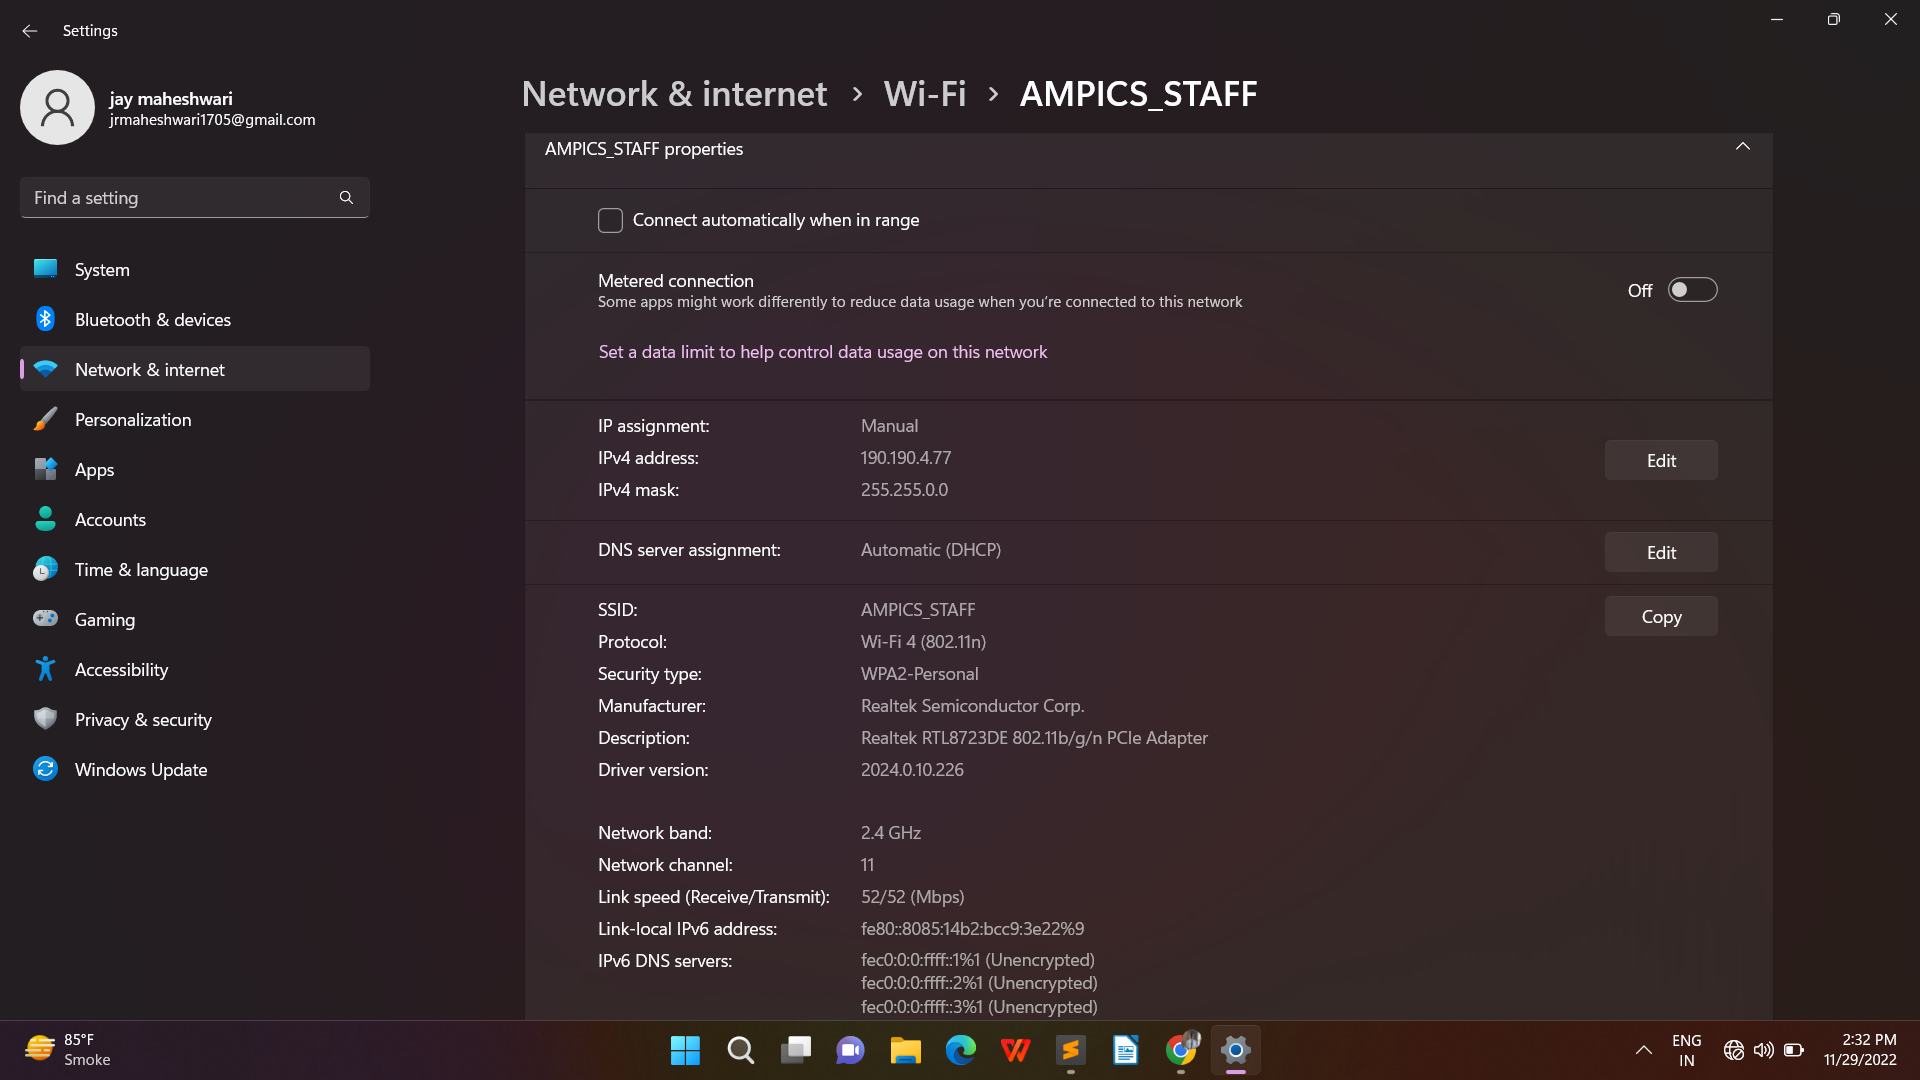 Settings
jay maheshwari
jrmaheshwari1705@gmail.com
Find a setting
System
Bluetooth & devices
Network & internet
Personalization
Apps
Accounts
Time & language
Gaming
Accessibility
Privacy & security
Windows Update
Network & internet > Wi-Fi > AMPICS_STAFF
AMPICS_STAFF properties
Connect automatically when in range
Metered connection
Some apps might work differently to reduce data usage when you're connected to this network
Off
Set a data limit to help control data usage on this network
IP assignment: Manual
IPv4 address: 190.190.4.77
IPv4 mask: 255.255.0.0
Edit
DNS server assignment: Automatic (DHCP)
Edit
SSID: AMPICS_STAFF
Copy
Protocol: Wi-Fi 4 (802.11n)
Security type: WPA2-Personal
Manufacturer: Realtek Semiconductor Corp.
Description: Realtek RTL8723DE 802.11b/g/n PCIe Adapter
Driver version: 2024.0.10.226
Network band: 2.4 GHz
Network channel: 11
Link speed (Receive/Transmit): 52/52 (Mbps)
Link-local IPv6 address: fe80::8085:14b2:bcc9:3e22%9
IPv6 DNS servers: fec0:0:0:ffff::1%1 (Unencrypted)
fec0:0:0:ffff::2%1 (Unencrypted)
fec0:0:0:ffff::3%1 (Unencrypted)
85°F
Smoke
ENG
IN
2:32 PM
11/29/2022